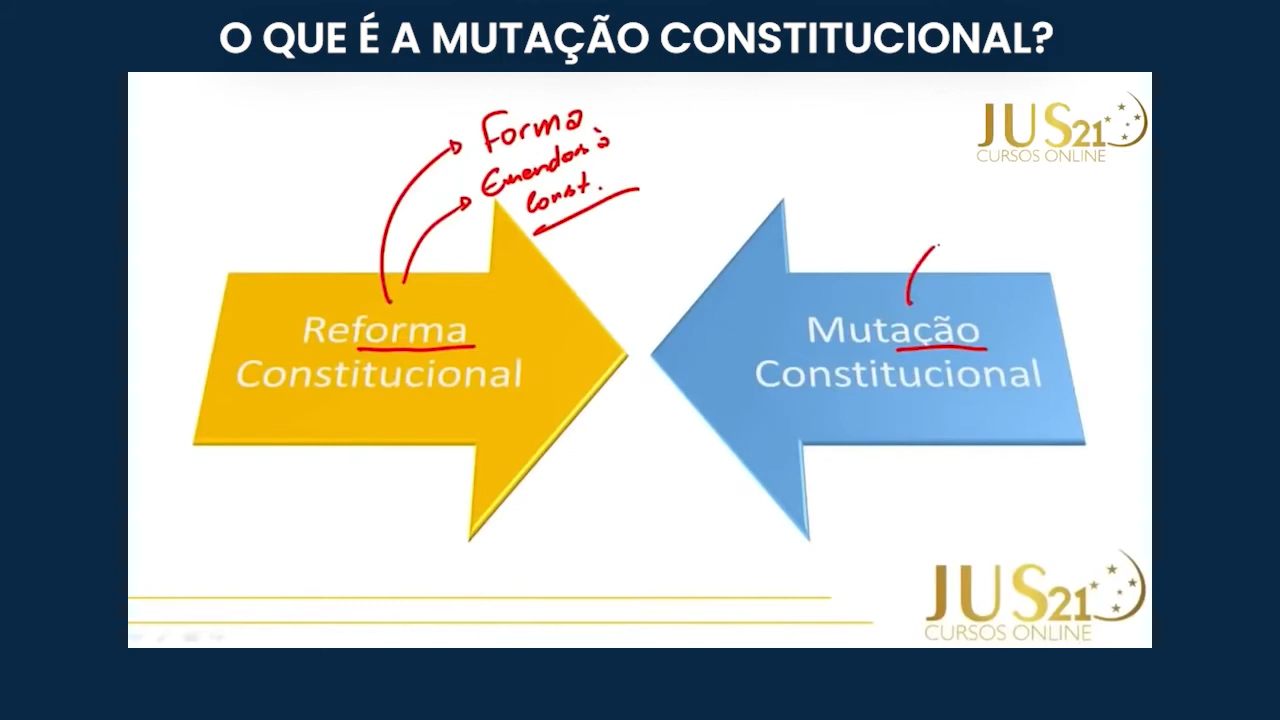 O QUE É A MUTAÇÃO CONSTITUCIONAL?
JUS21
CURSOS ONLINE
Forma
Emendas à
Const.
Reforma
Constitucional
Mutação
Constitucional
JUS21
CURSOS ONLINE